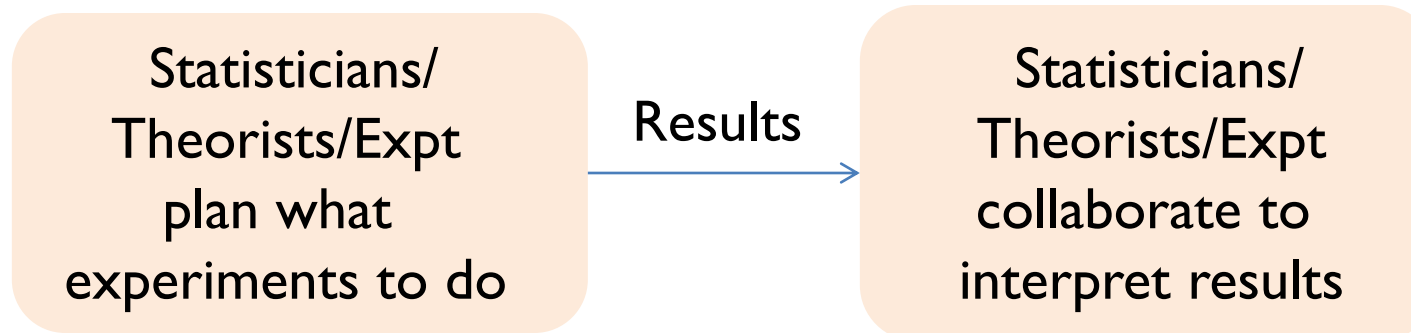 Statisticians/
Theorists/Expt
plan what
experiments to do
Results
Statisticians/
Theorists/Expt
collaborate to
interpret results